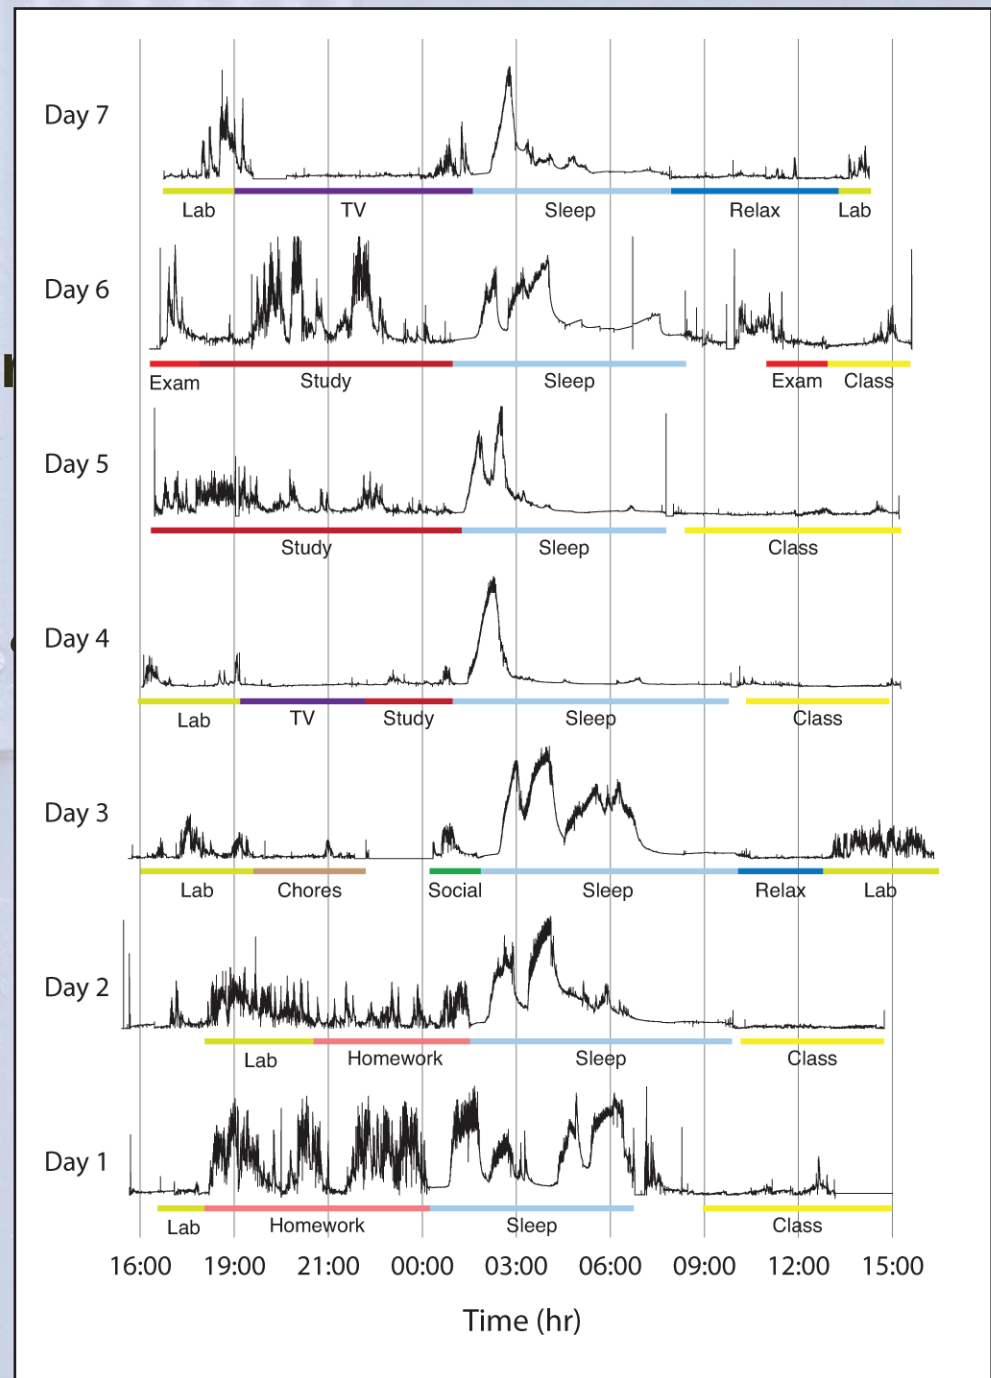 Day 7
Lab TV Sleep Relax Lab
Day 6
Exam Study Sleep Exam Class
Day 5
Study Sleep Class
Day 4
Lab TV Study Sleep Class
Day 3
Lab Chores Social Sleep Relax Lab
Day 2
Lab Homework Sleep Class
Day 1
Lab Homework Sleep Class
16:00 19:00 21:00 00:00 03:00 06:00 09:00 12:00 15:00
Time (hr)